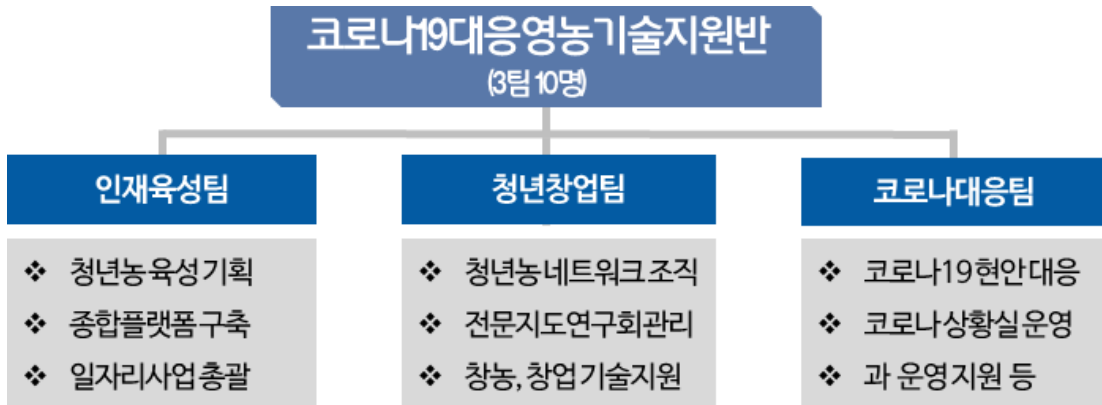 코로나19대응영농기술지원반
(3팀 10명)
인재육성팀
❖ 청년농 육성 기획
❖ 종합플랫폼 구축
❖ 일자리사업 총괄
청년창업팀
❖ 청년농 네트워크 조직
❖ 전문지도연구회 관리
❖ 창농, 창업 기술지원
코로나대응팀
❖ 코로나19 현안 대응
❖ 코로나 상황실 운영
❖ 과 운영 지원 등